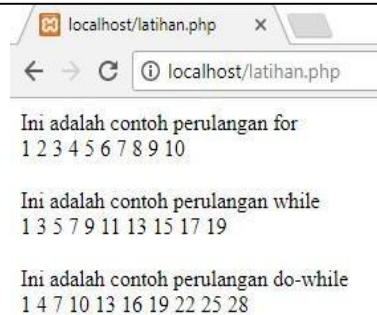 localhost/latihan.php
localhost/latihan.php
Ini adalah contoh perulangan for
1 2 3 4 5 6 7 8 9 10
Ini adalah contoh perulangan while
1 3 5 7 9 11 13 15 17 19
Ini adalah contoh perulangan do-while
1 4 7 10 13 16 19 22 25 28